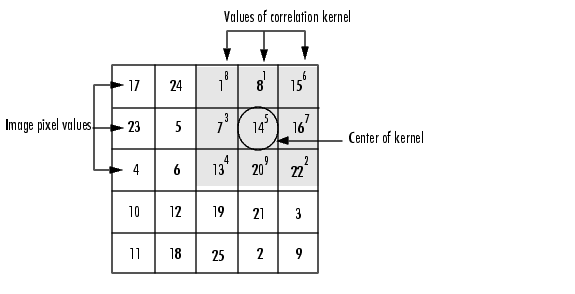 Values of correlation kernel
17 24 1 8 8 1 15 6
Image pixel values 23 5 7 3 14 5 16 7 Center of kernel
4 6 13 4 20 9 22 2
10 12 19 21 3
11 18 25 2 9